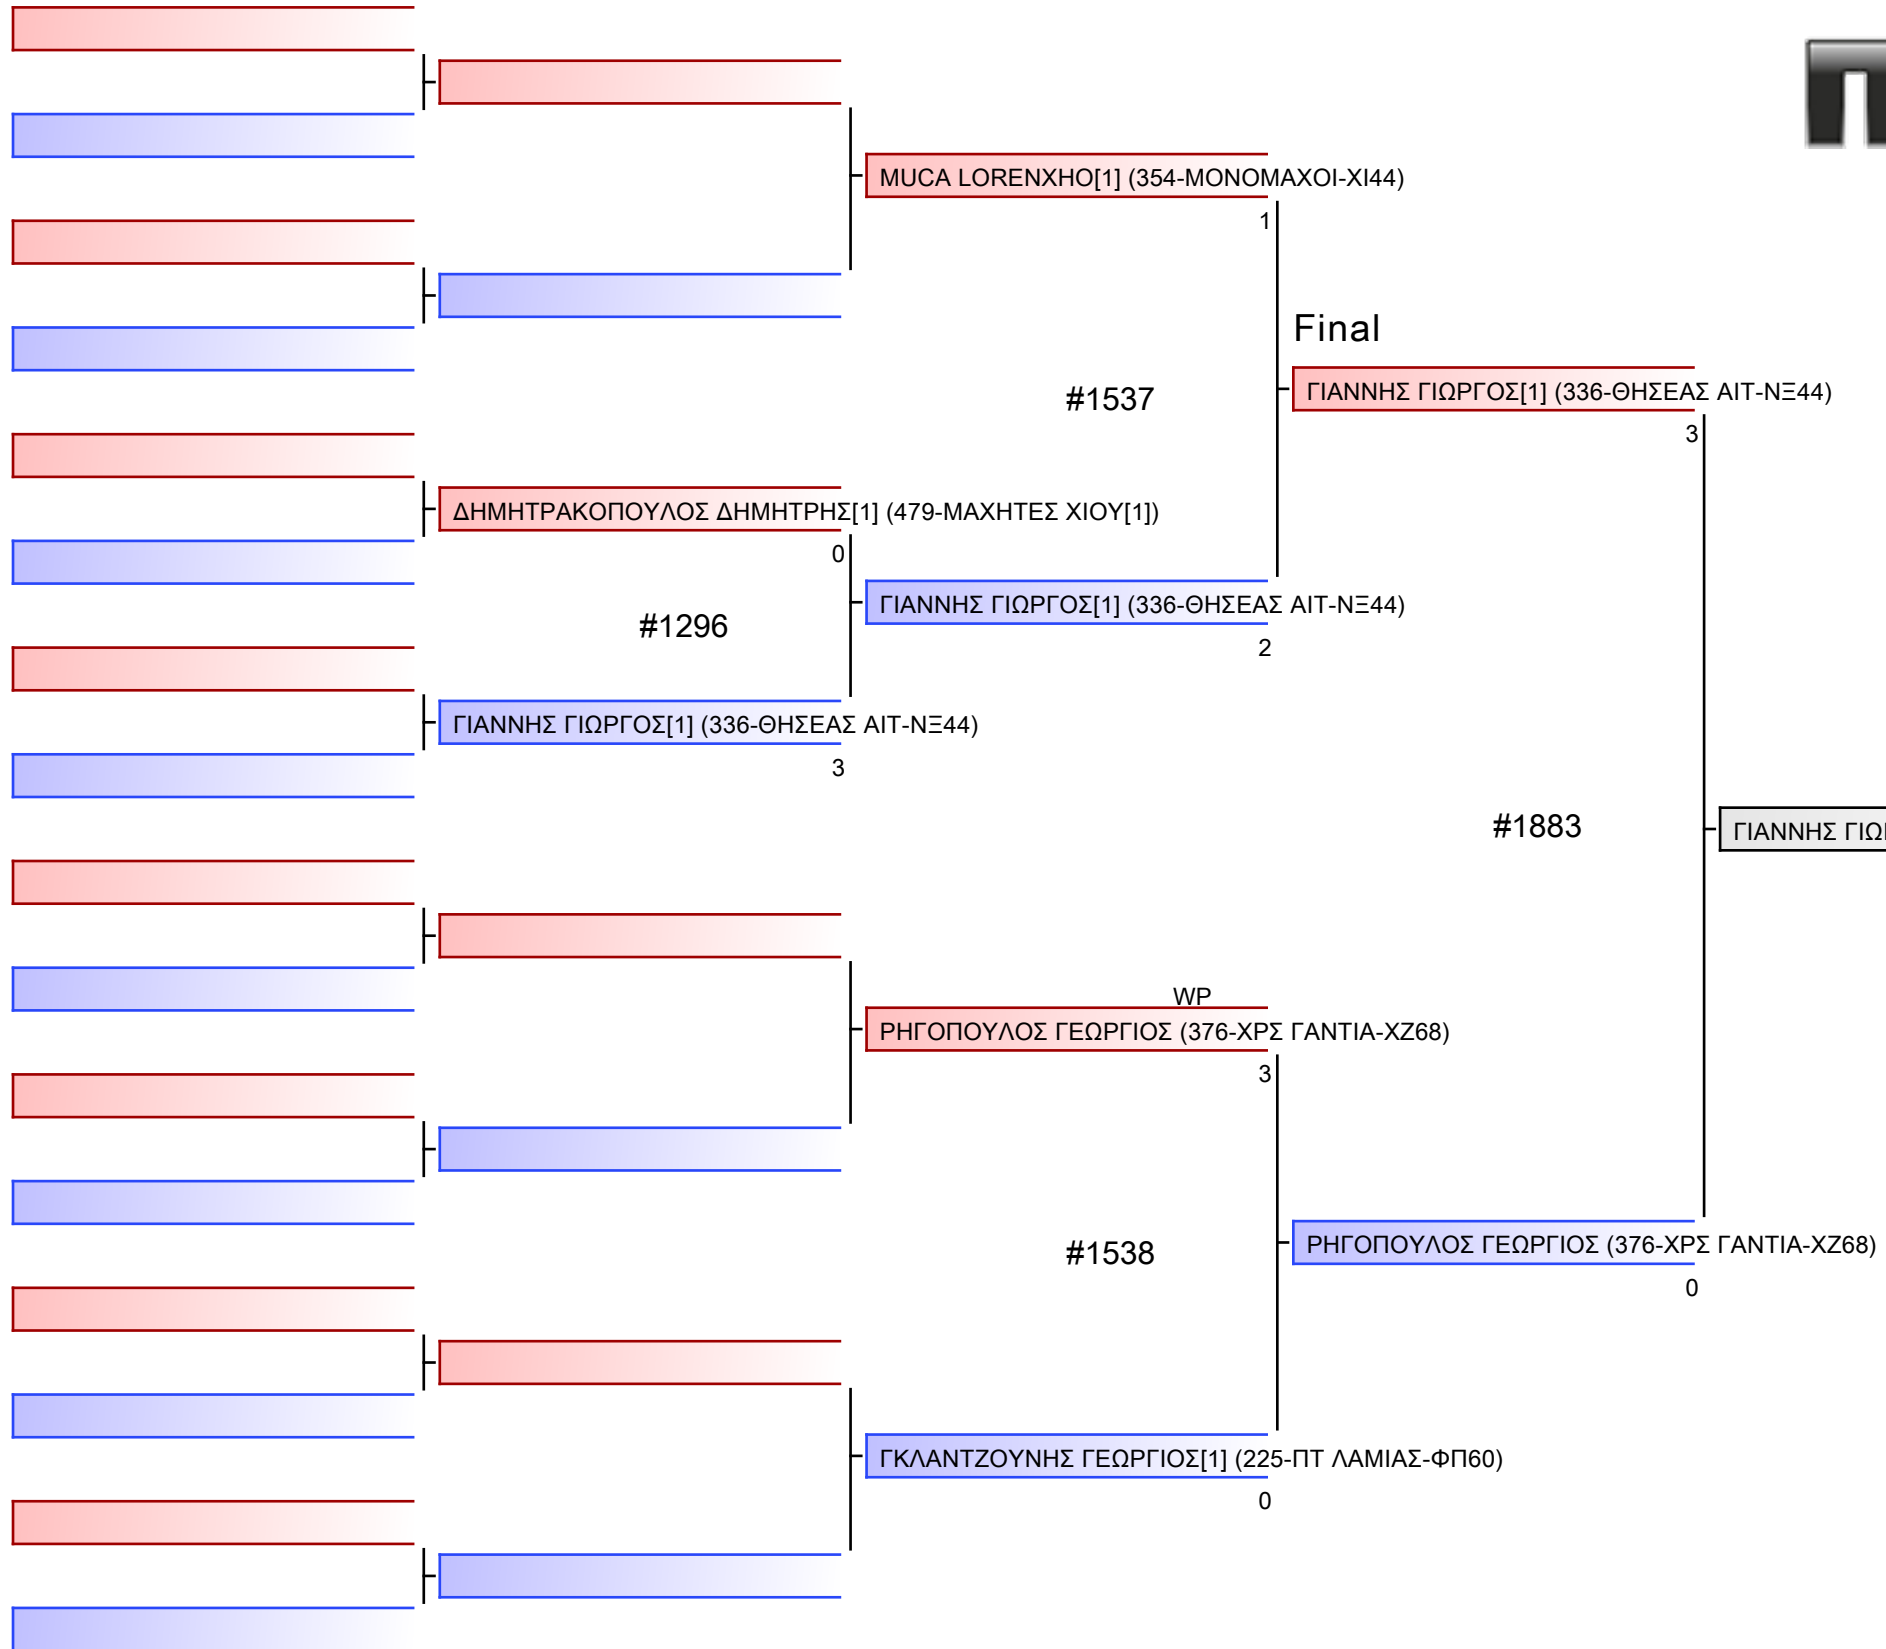 MUCA LORENXHO[1] (354-ΜΟΝΟΜΑΧΟΙ-ΧΙ44)
1
Final
#1537
ΓΙΑΝΝΗΣ ΓΙΩΡΓΟΣ[1] (336-ΘΗΣΕΑΣ ΑΙΤ-ΝΞ44)
3
ΔΗΜΗΤΡΑΚΟΠΟΥΛΟΣ ΔΗΜΗΤΡΗΣ[1] (479-ΜΑΧΗΤΕΣ ΧΙΟΥ[1])
0
#1296
ΓΙΑΝΝΗΣ ΓΙΩΡΓΟΣ[1] (336-ΘΗΣΕΑΣ ΑΙΤ-ΝΞ44)
2
ΓΙΑΝΝΗΣ ΓΙΩΡΓΟΣ[1] (336-ΘΗΣΕΑΣ ΑΙΤ-ΝΞ44)
3
#1883
ΓΙΑΝΝΗΣ
WP
ΡΗΓΟΠΟΥΛΟΣ ΓΕΩΡΓΙΟΣ (376-ΧΡΣ ΓΑΝΤΙΑ-ΧΖ68)
3
#1538
ΡΗΓΟΠΟΥΛΟΣ ΓΕΩΡΓΙΟΣ (376-ΧΡΣ ΓΑΝΤΙΑ-ΧΖ68)
0
ΓΚΛΑΝΤΖΟΥΝΗΣ ΓΕΩΡΓΙΟΣ[1] (225-ΠΤ ΛΑΜΙΑΣ-ΦΠ60)
0